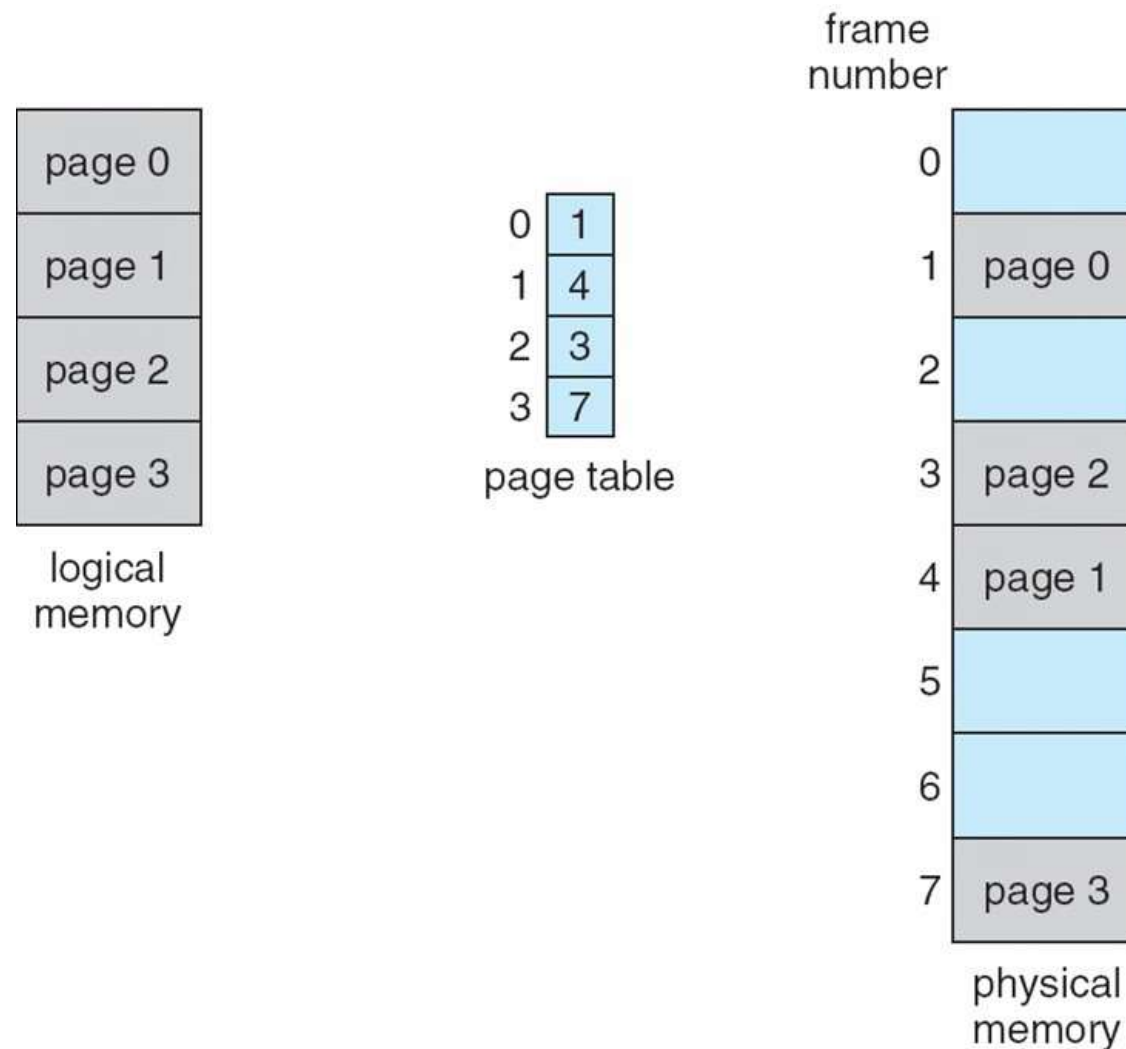 page 0
page 1
page 2
page 3
logical
memory
0 1
1 4
2 3
3 7
page table
frame
number
0
1 page 0
2
3 page 2
4 page 1
5
6
7 page 3
physical
memory